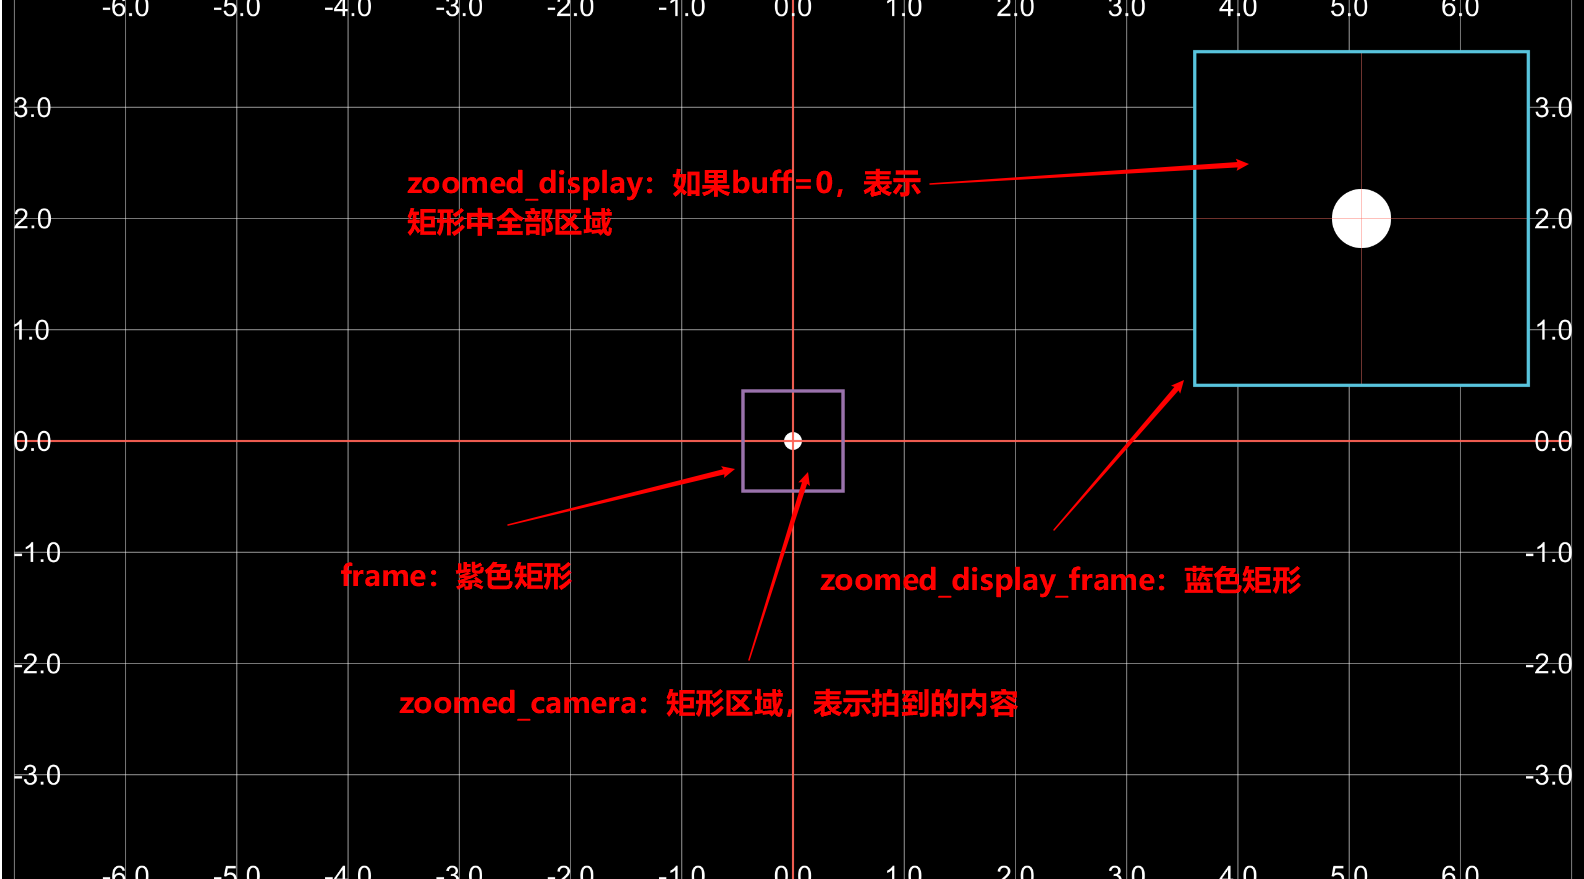 -6.0 -5.0 -4.0 -3.0 -2.0 -1.0 0.0 1.0 2.0 3.0 4.0 5.0 6.0
3.0 3.0
zoomed_display：如果buff=0，表示
矩形中全部区域
2.0 2.0
1.0 1.0
0.0 0.0
-1.0 -1.0
frame：紫色矩形
zoomed_display_frame：蓝色矩形
-2.0 -2.0
zoomed_camera：矩形区域，表示拍到的内容
-3.0 -3.0
-6.0 -5.0 -4.0 -3.0 -2.0 -1.0 0.0 1.0 2.0 3.0 4.0 5.0 6.0